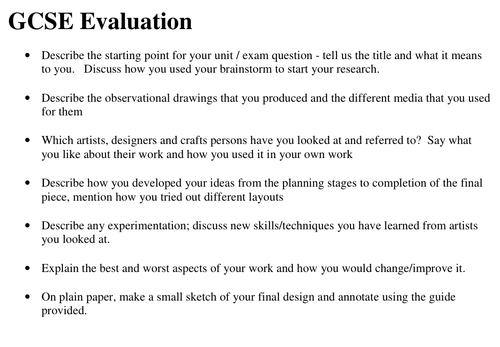 GCSE Evaluation
• Describe the starting point for your unit / exam question - tell us the title and what it means
to you.   Discuss how you used your brainstorm to start your research.
• Describe the observational drawings that you produced and the different media that you used
for them
• Which artists, designers and crafts persons have you looked at and referred to?  Say what
you like about their work and how you used it in your own work
• Describe how you developed your ideas from the planning stages to completion of the final
piece, mention how you tried out different layouts
• Describe any experimentation; discuss new skills/techniques you have learned from artists
you looked at.
• Explain the best and worst aspects of your work and how you would change/improve it.
• On plain paper, make a small sketch of your final design and annotate using the guide
provided.